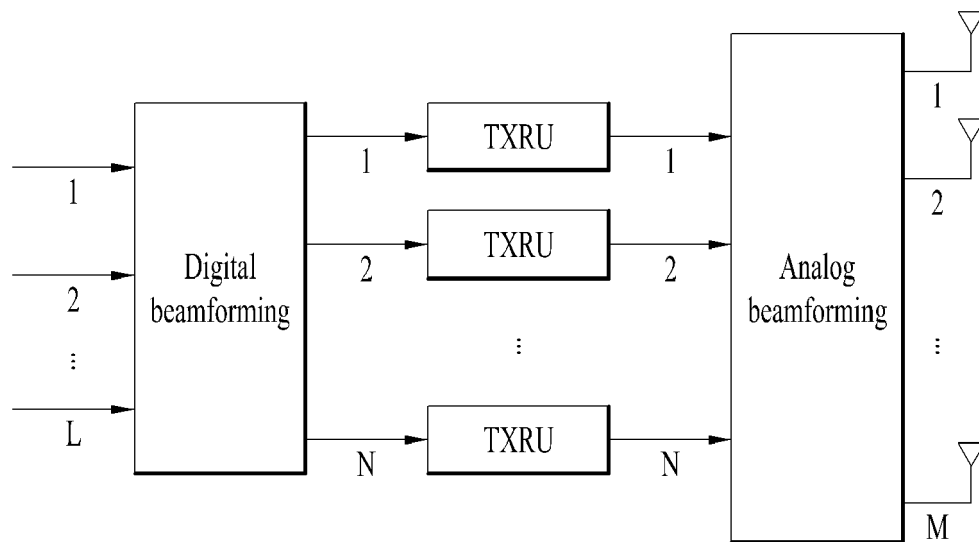 1
2
⋮
L
Digital
beamforming
1
2
N
TXRU
TXRU
⋮
TXRU
1
2
N
Analog
beamforming
1
2
⋮
M